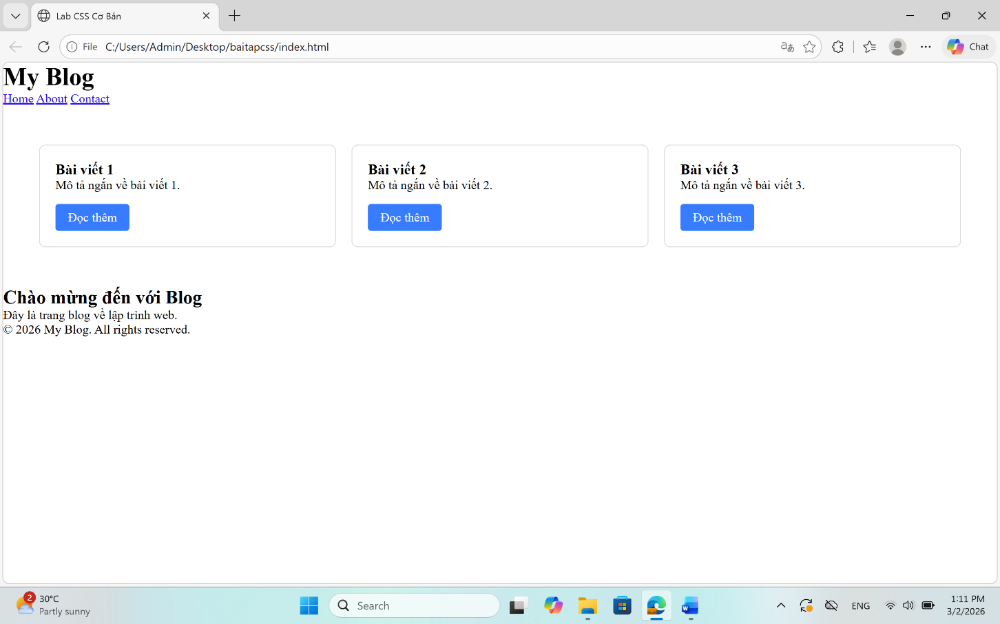 Lab CSS Cơ Bản
File C:/Users/Admin/Desktop/baitapcss/index.html
Chat
My Blog
Home About Contact
Bài viết 1
Mô tả ngắn về bài viết 1.
Đọc thêm
Bài viết 2
Mô tả ngắn về bài viết 2.
Đọc thêm
Bài viết 3
Mô tả ngắn về bài viết 3.
Đọc thêm
Chào mừng đến với Blog
Đây là trang blog về lập trình web.
© 2026 My Blog. All rights reserved.
2
30°C
Partly sunny
Search
ENG
1:11 PM
3/2/2026